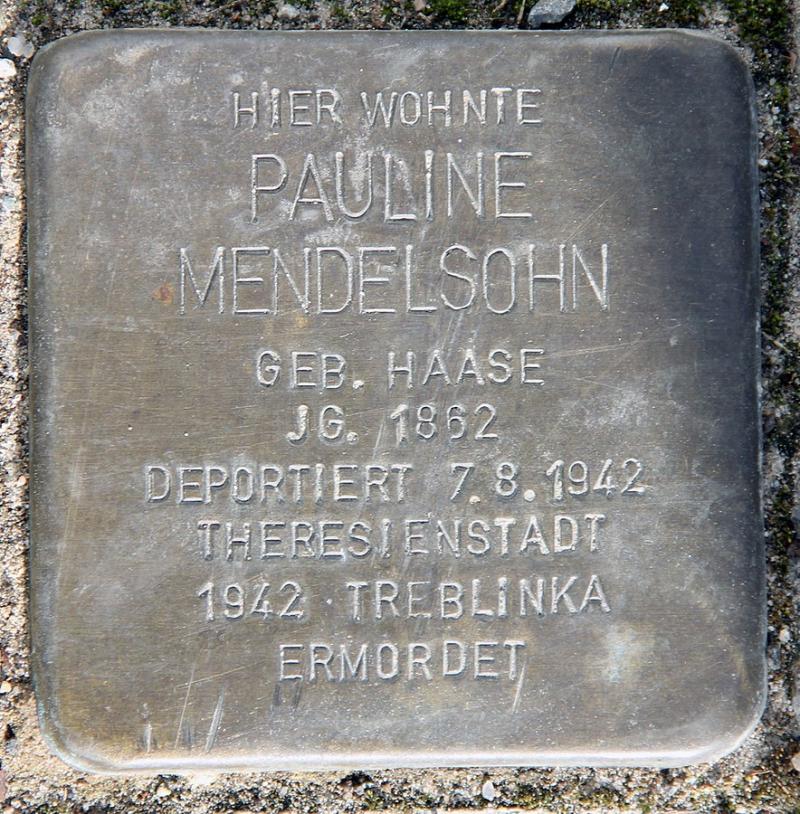 HIER WOHNTE
PAULINE
MENDELSOHN
GEB. HAASE
JG. 1862
DEPORTIERT 7.8.1942
THERESIENSTADT
1942 TREBLINKA
ERMORDET